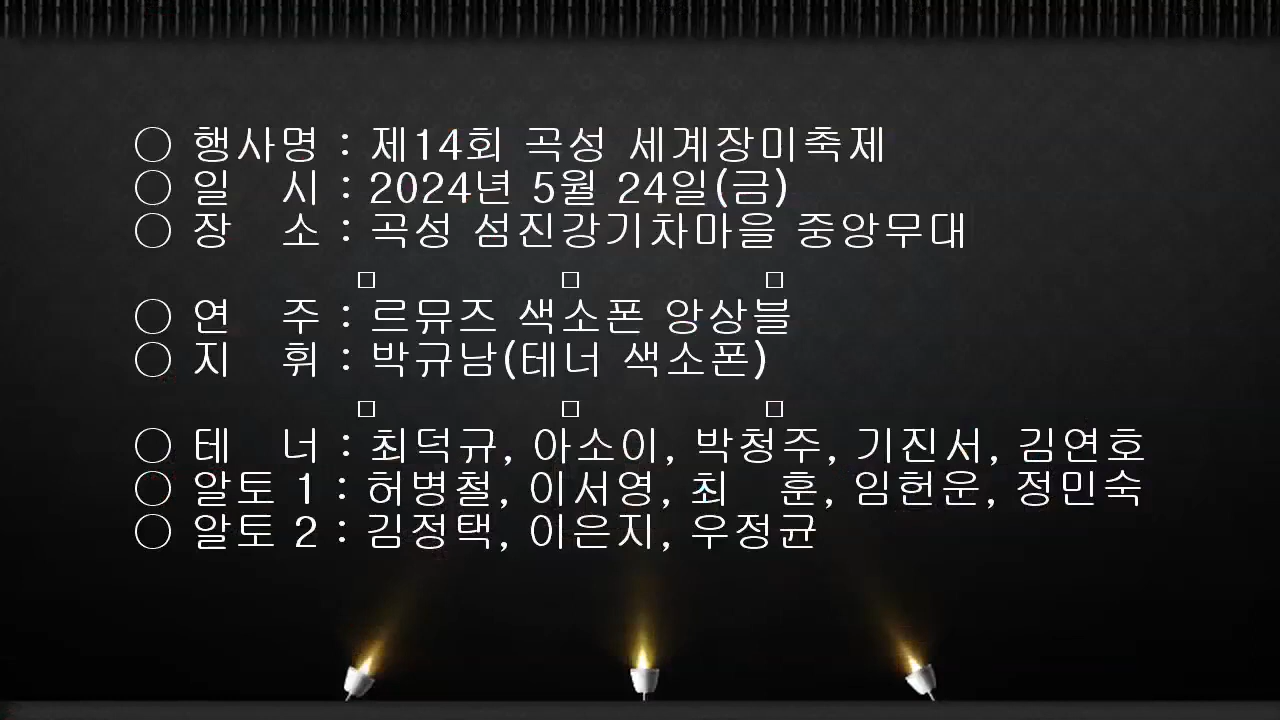 ○ 행사명 : 제14회 곡성 세계장미축제
○ 일 시 : 2024년 5월 24일(금)
○ 장 소 : 곡성 섬진강기차마을 중앙무대
□ □ □
○ 연 주 : 르뮤즈 색소폰 앙상블
○ 지 휘 : 박규남(테너 색소폰)
□ □ □
○ 테 너 : 최덕규, 아소이, 박청주, 기진서, 김연호
○ 알토 1 : 허병철, 이서영, 최 훈, 임헌운, 정민숙
○ 알토 2 : 김정택, 이은지, 우정균